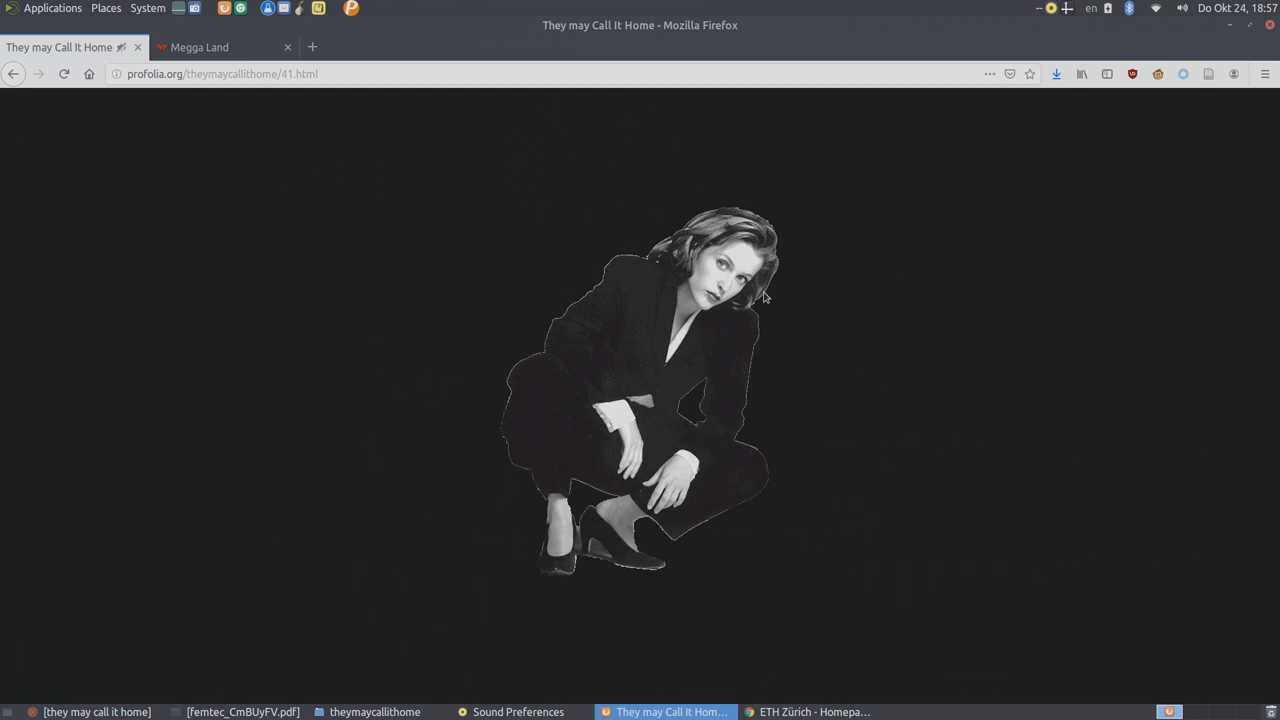 Applications Places System en Do Okt 24, 18:57
They may Call It Home - Mozilla Firefox
They may Call It Home Megga Land
profolia.org/theymaycallithome/41.html
[they may call it home] [femtec_CmBUyFV.pdf] theymaycallithome Sound Preferences They may Call It Hom... ETH Zürich - Homepa...